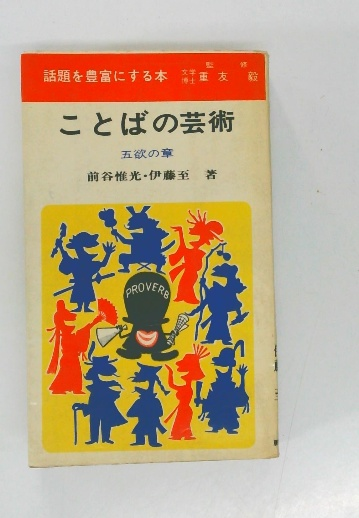 話題を豊富にする本
監修
文学博士 重友毅
ことばの芸術
五欲の章
前谷惟光・伊藤至 著
PROVERB